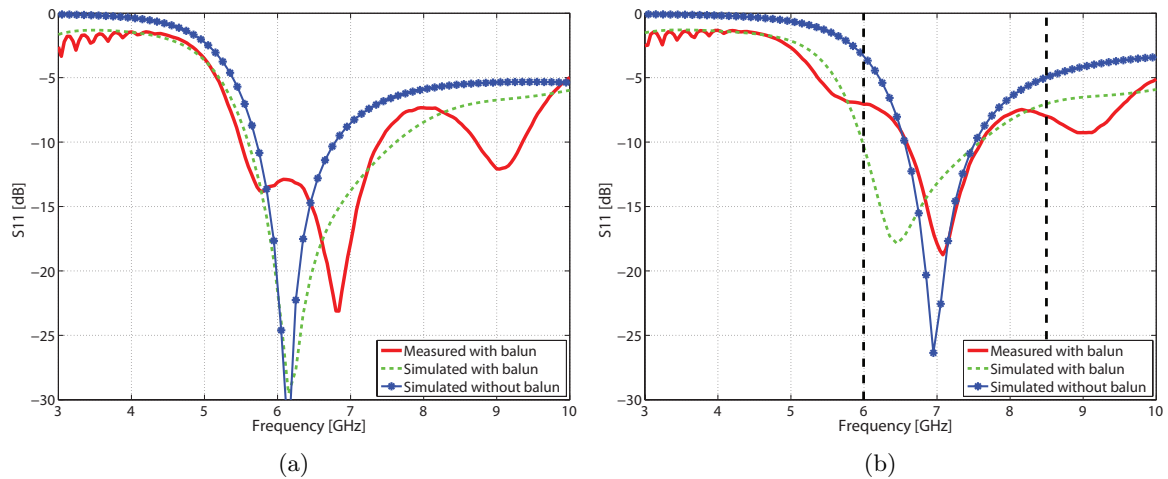 0
−5
−10
−15
−20
−25
−30
S11 [dB]
3 4 5 6 7 8 9 10
Frequency [GHz]
Measured with balun
Simulated with balun
Simulated without balun
(a)
0
−5
−10
−15
−20
−25
−30
S11 [dB]
3 4 5 6 7 8 9 10
Frequency [GHz]
Measured with balun
Simulated with balun
Simulated without balun
(b)